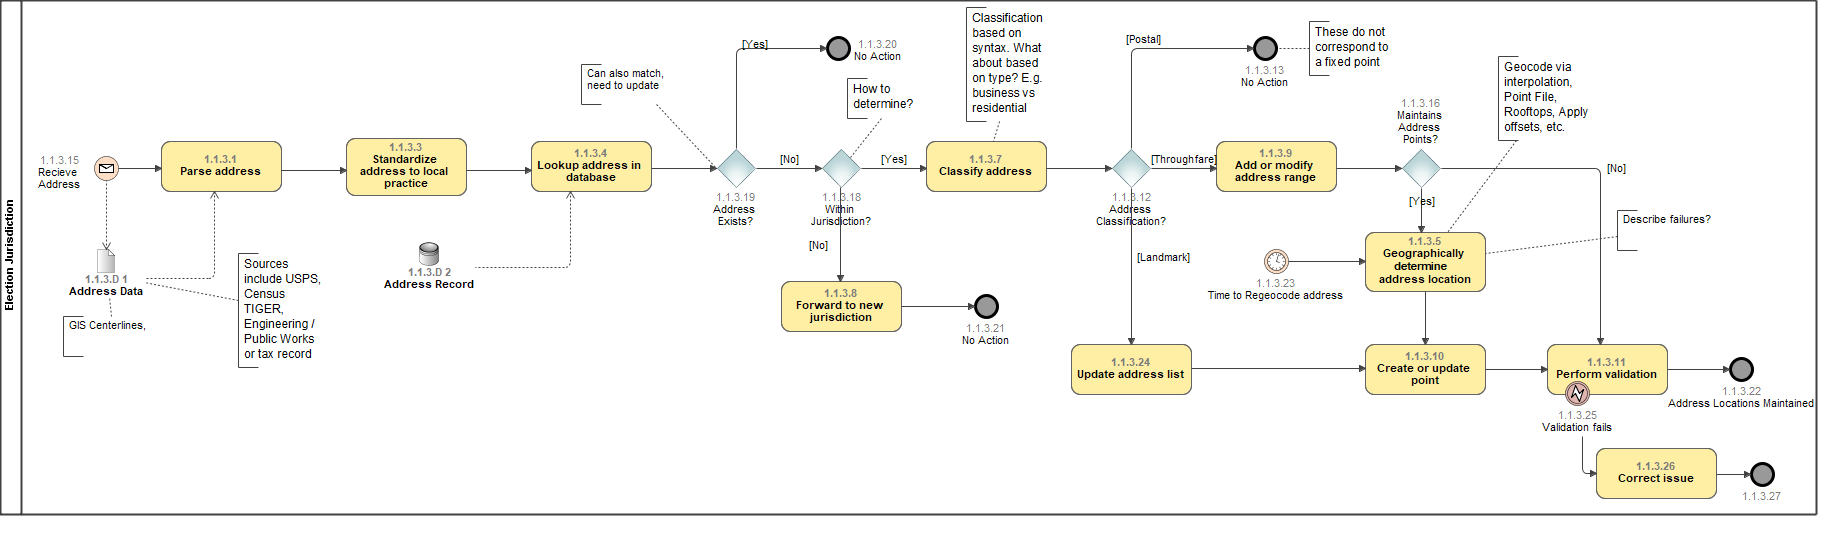 Election Jurisdiction
1.1.3.15
Recieve
Address
1.1.3.1
Parse address
1.1.3.3
Standardize
address to local
practice
1.1.3.4
Lookup address in
database
1.1.3.D 1
Address Data
GIS Centerlines,
Sources
include USPS,
Census
TIGER,
Engineering /
Public Works
or tax record
1.1.3.D 2
Address Record
Can also match,
need to update
[Yes]
1.1.3.20
No Action
1.1.3.19
Address
Exists?
[No]
How to
determine?
1.1.3.18
Within
Jurisdiction?
[Yes]
[No]
1.1.3.8
Forward to new
jurisdiction
1.1.3.21
No Action
Classification
based on
syntax. What
about based
on type? E.g.
business vs
residential
1.1.3.7
Classify address
[Postal]
1.1.3.13
No Action
These do not
correspond to
a fixed point
1.1.3.12
Address
Classification?
[Throughfare]
[Landmark]
1.1.3.9
Add or modify
address range
1.1.3.16
Maintains
Address
Points?
[No]
[Yes]
Geocode via
interpolation,
Point File,
Rooftops, Apply
offsets, etc.
1.1.3.5
Geographically
determine
address location
Describe failures?
1.1.3.23
Time to Regeocode address
1.1.3.24
Update address list
1.1.3.10
Create or update
point
1.1.3.11
Perform validation
1.1.3.22
Address Locations Maintained
1.1.3.25
Validation fails
1.1.3.26
Correct issue
1.1.3.27